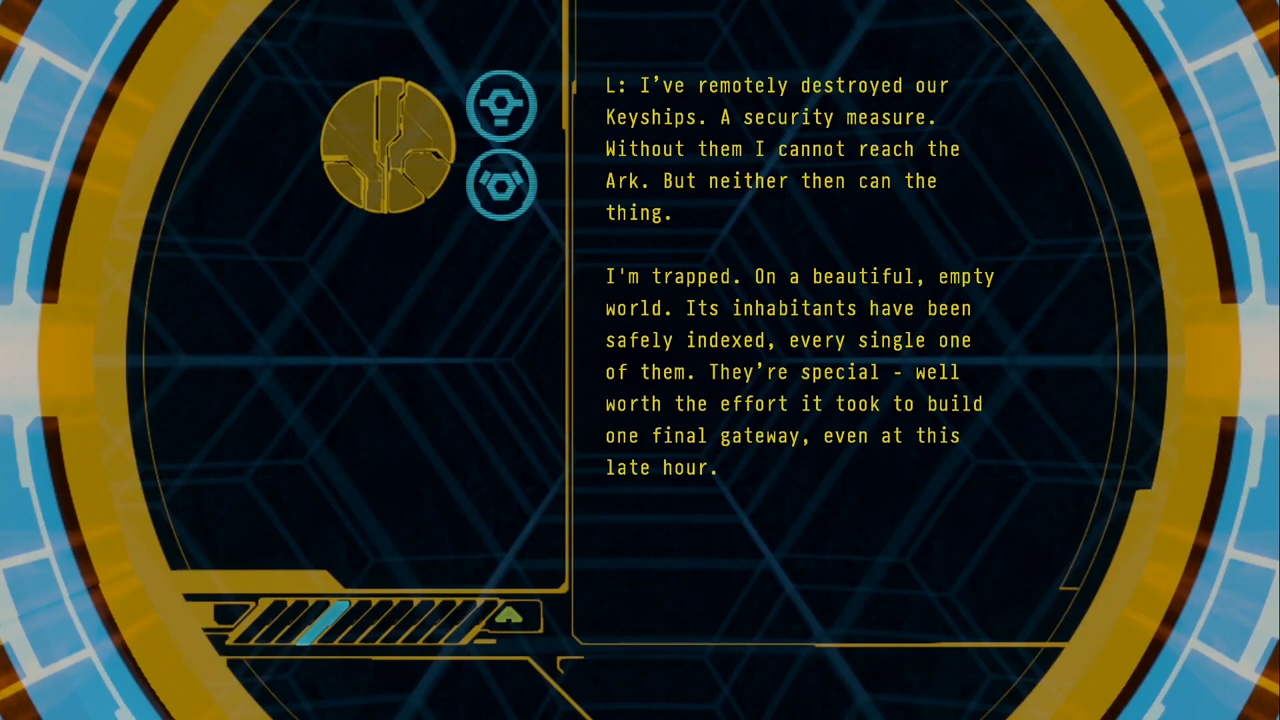 L: I’ve remotely destroyed our
Keyships. A security measure.
Without them I cannot reach the
Ark. But neither then can the
thing.
I'm trapped. On a beautiful, empty
world. Its inhabitants have been
safely indexed, every single one
of them. They’re special - well
worth the effort it took to build
one final gateway, even at this
late hour.